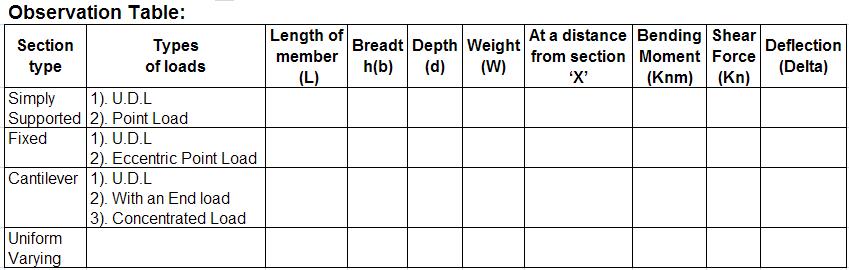 Observation Table:
Section type Types of loads Length of member (L) Breadt h(b) Depth (d) Weight (W) At a distance from section ‘X’ Bending Moment (Knm) Shear Force (Kn) Deflection (Delta)
Simply 1). U.D.L
Supported 2). Point Load
Fixed 1). U.D.L
2). Eccentric Point Load
Cantilever 1). U.D.L
2). With an End load
3). Concentrated Load
Uniform
Varying